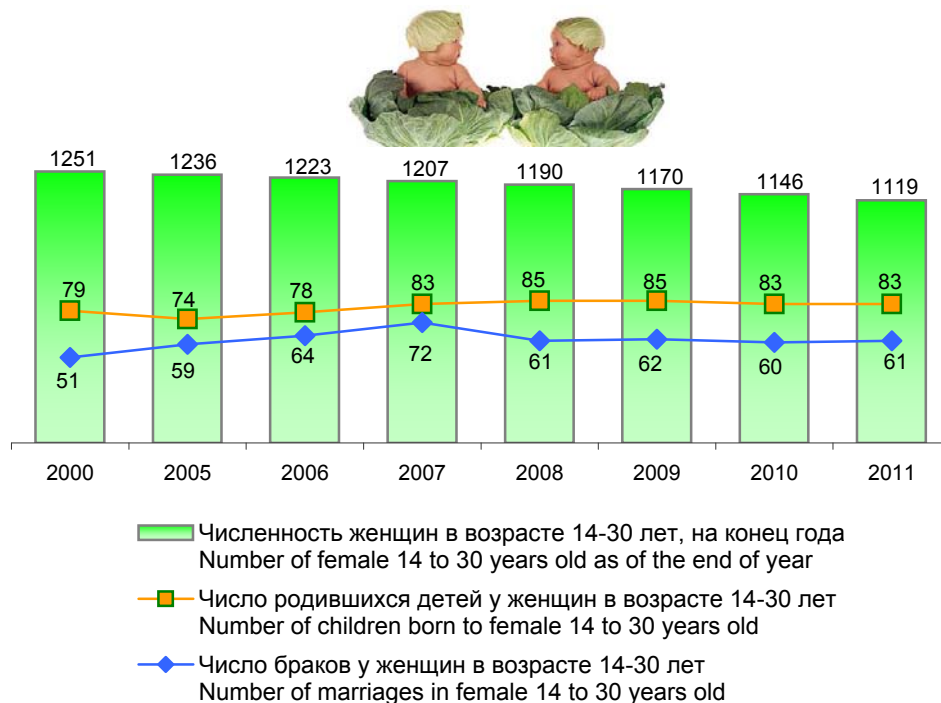 1251 1236 1223 1207 1190 1170 1146 1119
79 74 78 83 85 85 83 83
51 59 64 72 61 62 60 61
2000 2005 2006 2007 2008 2009 2010 2011
Численность женщин в возрасте 14-30 лет, на конец года
Number of female 14 to 30 years old as of the end of year
Число родившихся детей у женщин в возрасте 14-30 лет
Number of children born to female 14 to 30 years old
Число браков у женщин в возрасте 14-30 лет
Number of marriages in female 14 to 30 years old